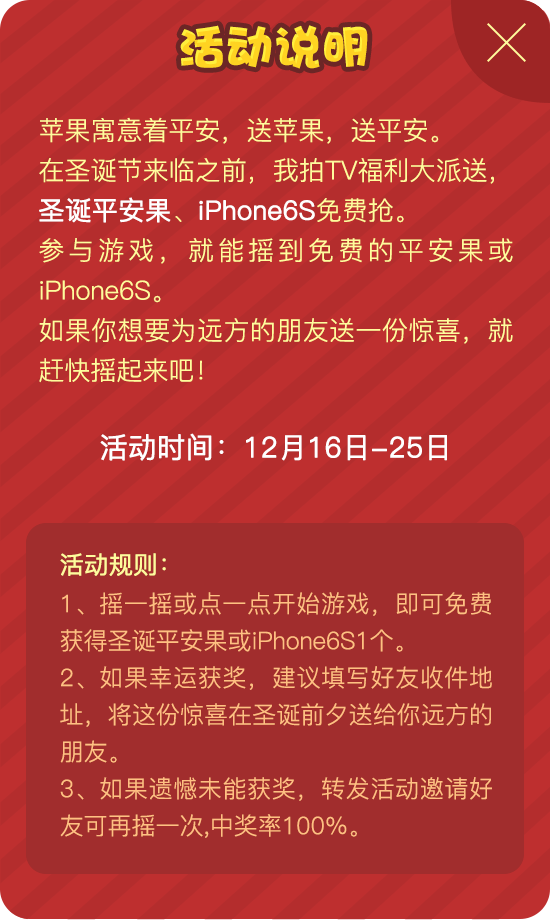 活动说明
苹果寓意着平安，送苹果，送平安。
在圣诞节来临之前，我拍TV福利大派送，
圣诞平安果、iPhone6S免费抢。
参与游戏，就能摇到免费的平安果或
iPhone6S。
如果你想要为远方的朋友送一份惊喜，就
赶快摇起来吧！
活动时间：12月16日-25日
活动规则：
1、摇一摇或点一点开始游戏，即可免费
获得圣诞平安果或iPhone6S1个。
2、如果幸运获奖，建议填写好友收件地
址，将这份惊喜在圣诞前夕送给你远方的
朋友。
3、如果遗憾未能获奖，转发活动邀请好
友可再摇一次,中奖率100%。